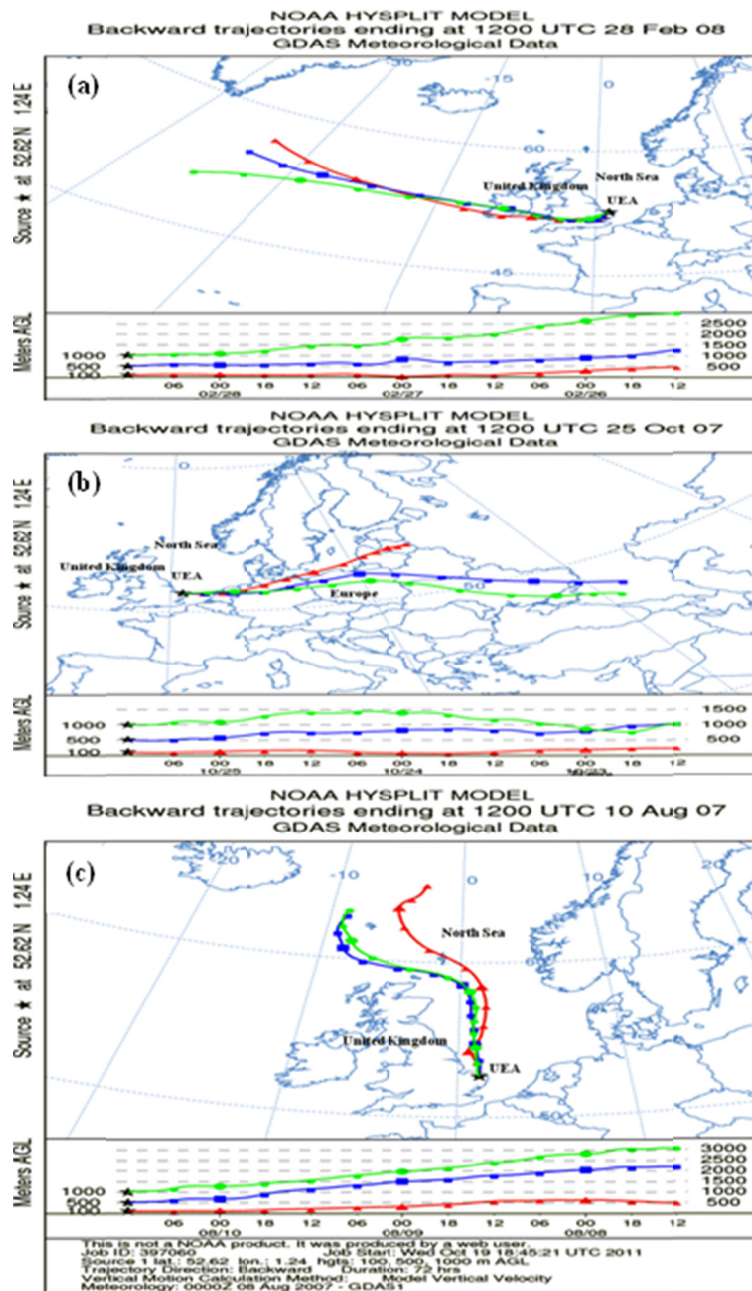 NOAA HYSPLIT MODEL
Backward trajectories ending at 1200 UTC 28 Feb 08
GDAS Meteorological Data
(a)
-30
-15
0
60
45
North Sea
United Kingdom
UEA
Source ★ at 52.62 N 1.24 E
Meters AGL
2500
2000
1500
1000
500
1000
500
100
06 00 18 12 06 00 18 12 06 00 18 12
02/28 02/27 02/26
NOAA HYSPLIT MODEL
Backward trajectories ending at 1200 UTC 25 Oct 07
GDAS Meteorological Data
(b)
0
North Sea
United Kingdom
UEA
50
Europe
Source ★ at 52.62 N 1.24 E
Meters AGL
1500
1000
500
1000
500
100
06 00 18 12 06 00 18 12 06 00 18 12
10/25 10/24 10/23
NOAA HYSPLIT MODEL
Backward trajectories ending at 1200 UTC 10 Aug 07
GDAS Meteorological Data
(c)
-20
-10
0
10
20
North Sea
United Kingdom
UEA
50
Source ★ at 52.62 N 1.24 E
Meters AGL
3000
2500
2000
1500
1000
500
1000
500
100
06 00 18 12 06 00 18 12 06 00 18 12
08/10 08/09 08/08
This is not a NOAA product. It was produced by a web user.
Job ID: 397060 Job Start: Wed Oct 19 18:45:21 UTC 2011
Source 1 lat.: 52.62 lon.: 1.24 hgts: 100, 500, 1000 m AGL
Trajectory Direction: Backward Duration: 72 hrs
Vertical Motion Calculation Method: Model Vertical Velocity
Meteorology: 0000Z 08 Aug 2007 - GDAS1